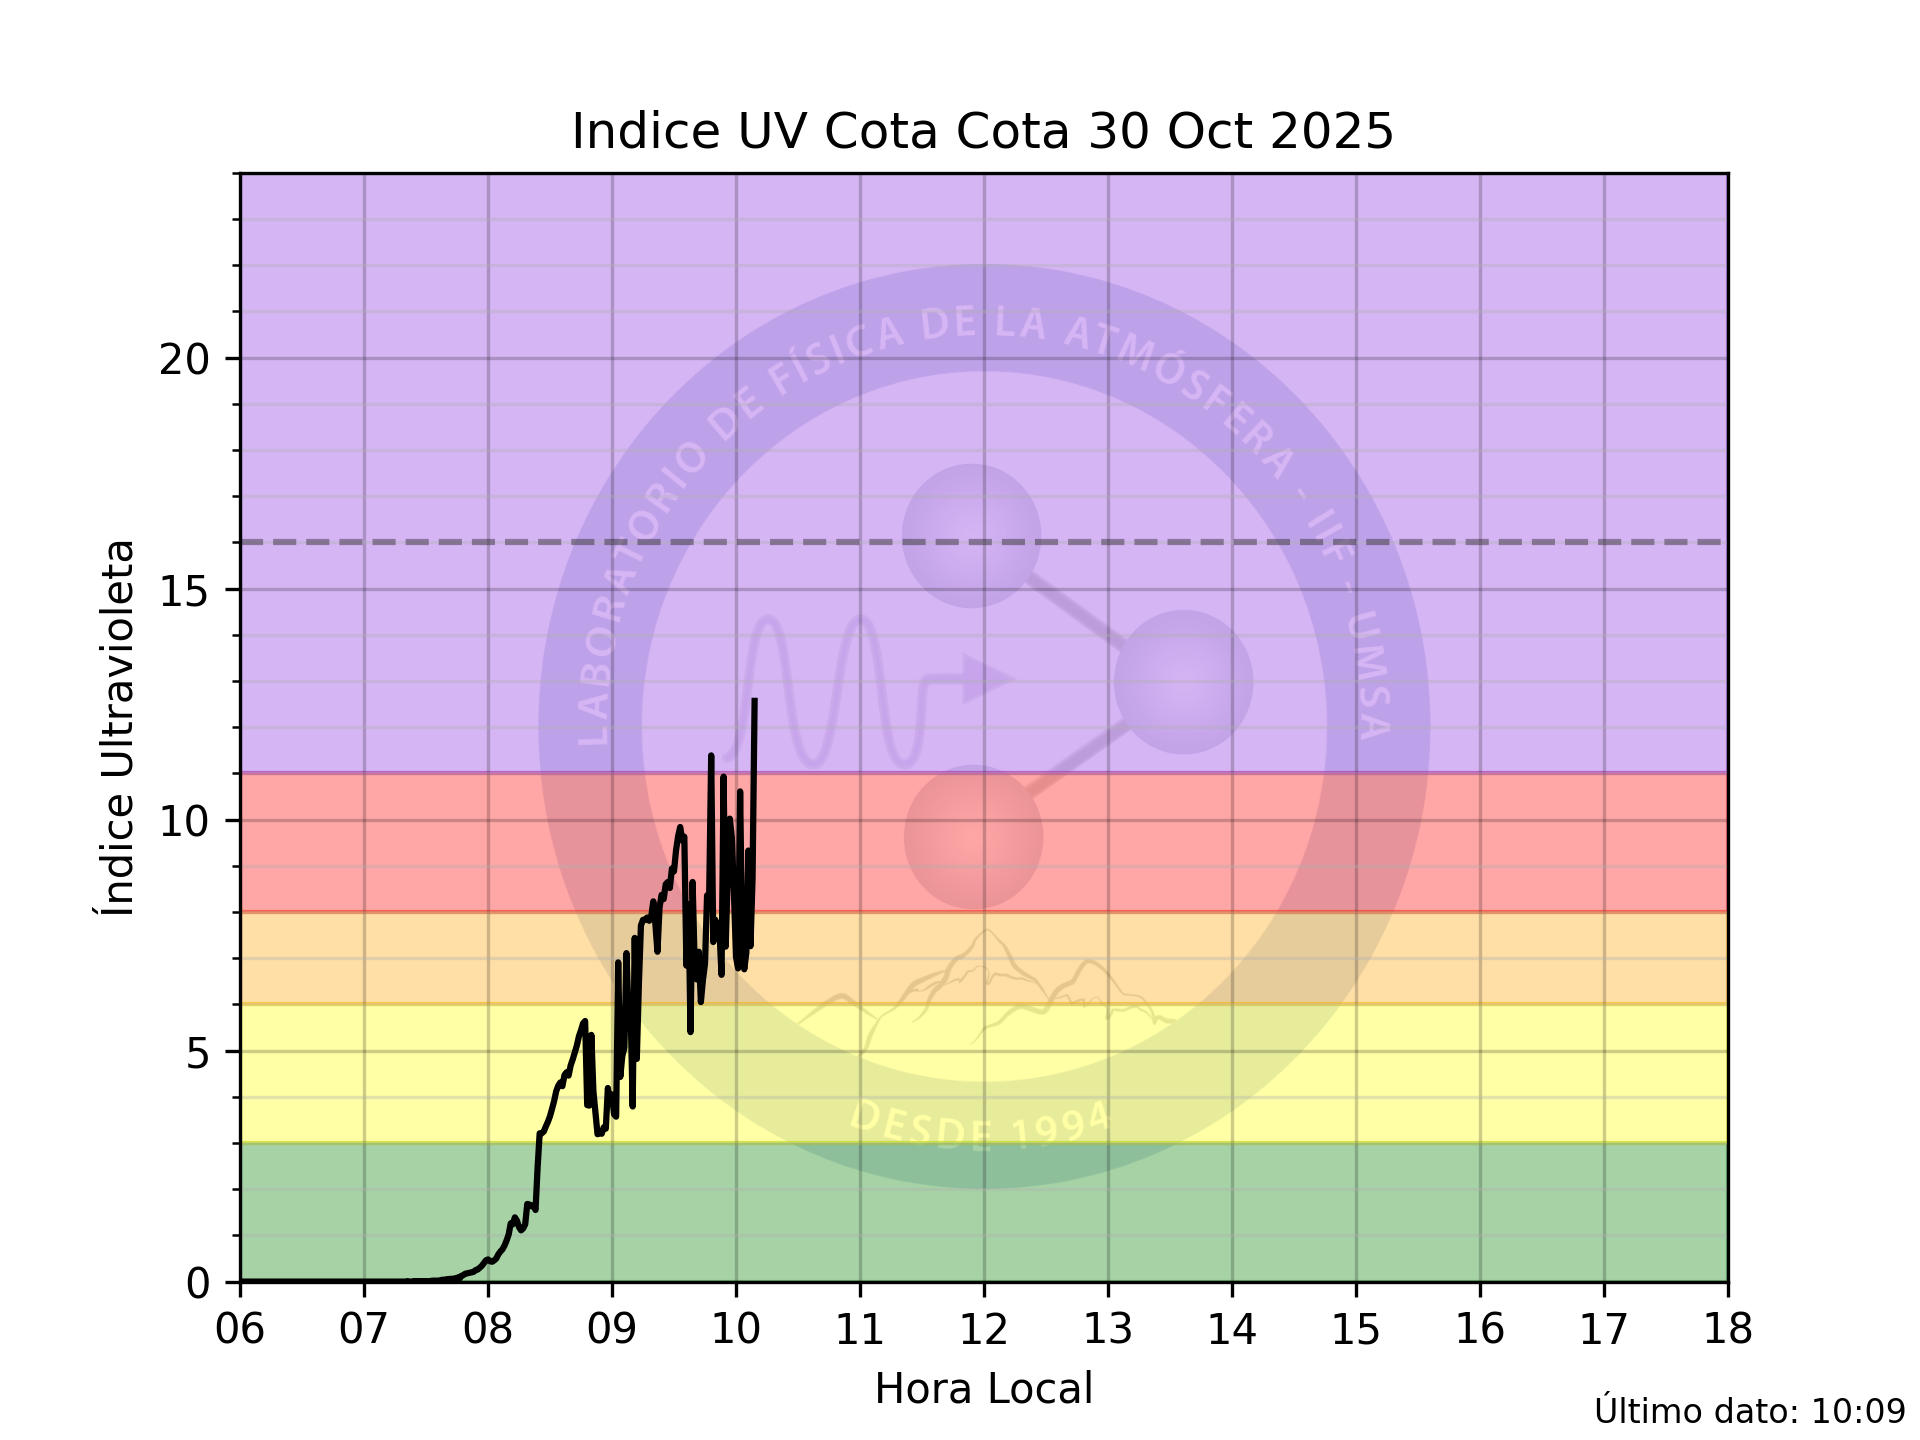 Indice UV Cota Cota 30 Oct 2025
LABORATORIO DE FÍSICA DE LA ATMÓSFERA - IIF - UMSA
DESDE 1994
Índice Ultravioleta
20
15
10
5
0
06 07 08 09 10 11 12 13 14 15 16 17 18
Hora Local
Último dato: 10:09